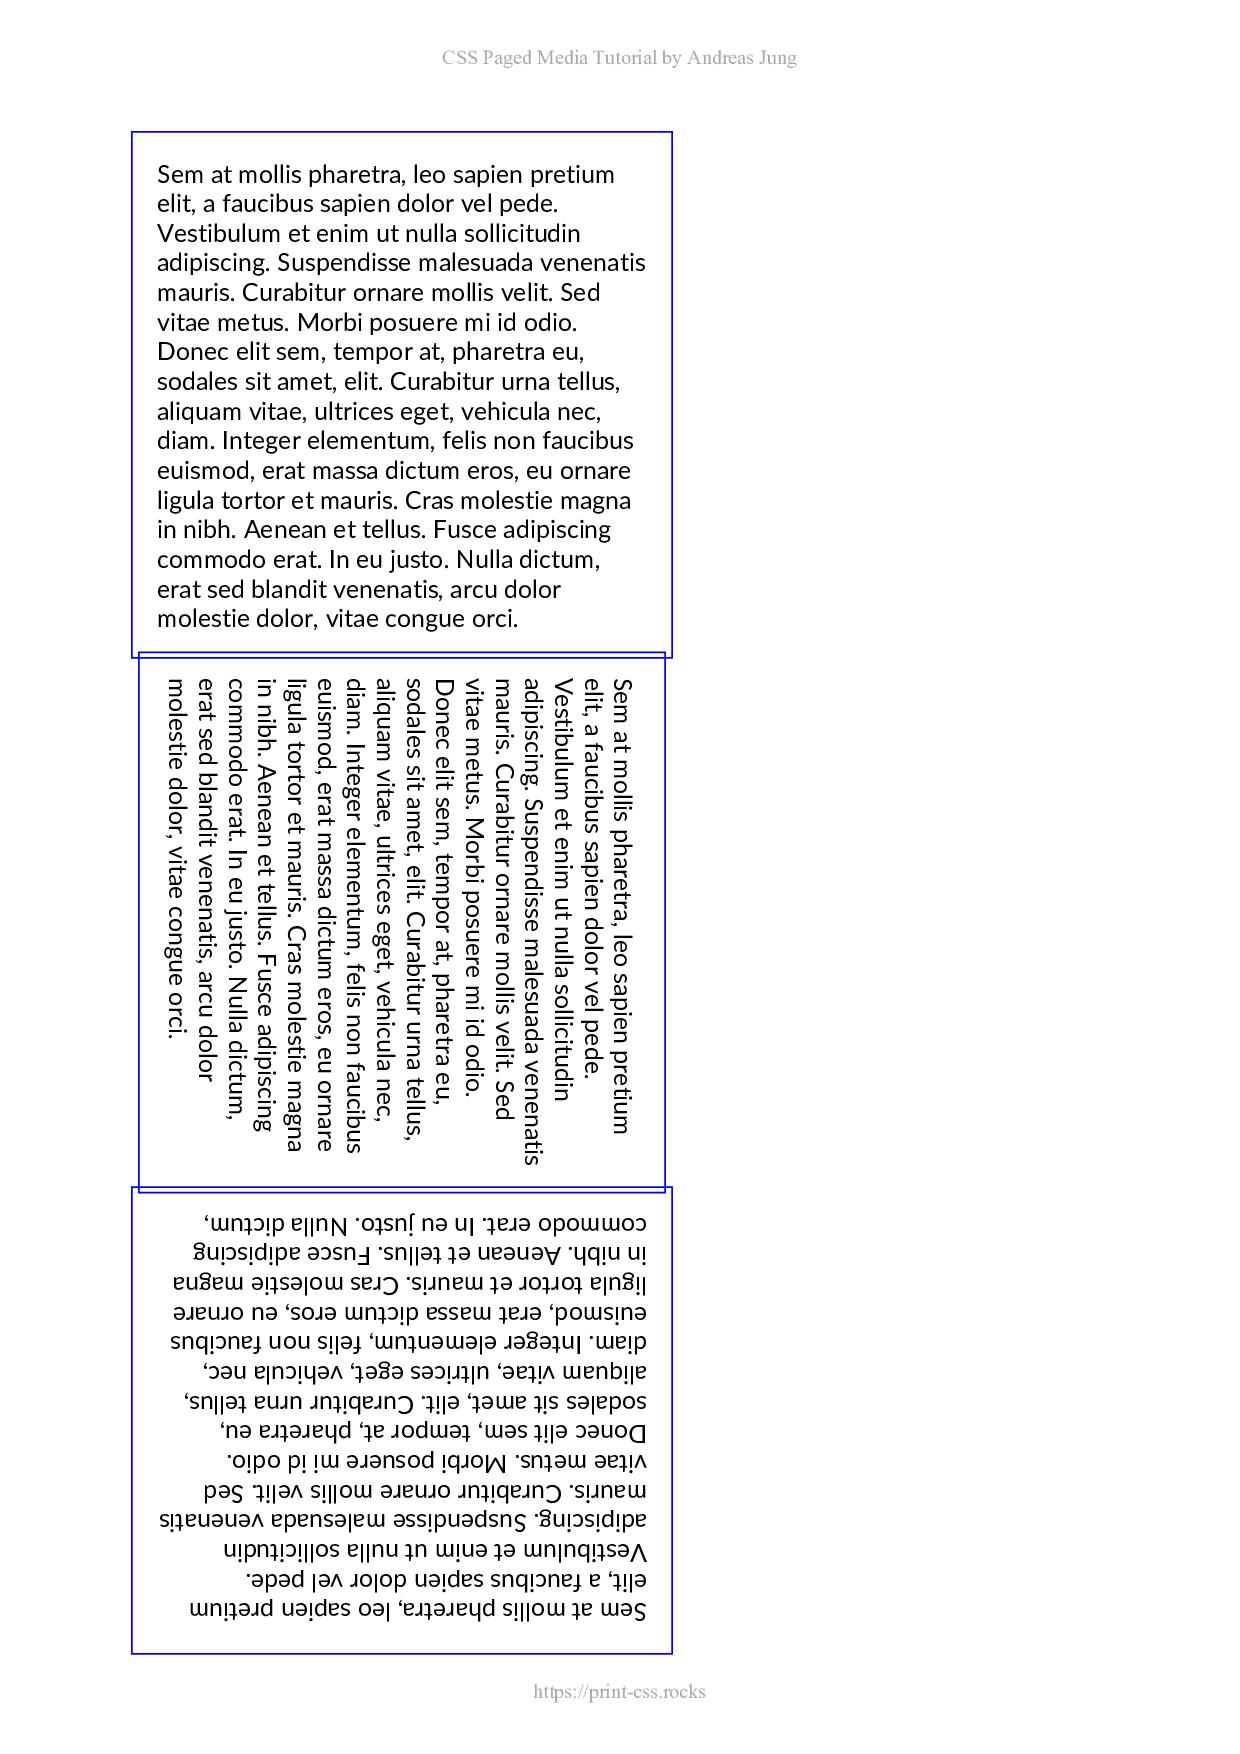 CSS Paged Media Tutorial by Andreas Jung
Sem at mollis pharetra, leo sapien pretium
elit, a faucibus sapien dolor vel pede.
Vestibulum et enim ut nulla sollicitudin
adipiscing. Suspendisse malesuada venenatis
mauris. Curabitur ornare mollis velit. Sed
vitae metus. Morbi posuere mi id odio.
Donec elit sem, tempor at, pharetra eu,
sodales sit amet, elit. Curabitur urna tellus,
aliquam vitae, ultrices eget, vehicula nec,
diam. Integer elementum, felis non faucibus
euismod, erat massa dictum eros, eu ornare
ligula tortor et mauris. Cras molestie magna
in nibh. Aenean et tellus. Fusce adipiscing
commodo erat. In eu justo. Nulla dictum,
erat sed blandit venenatis, arcu dolor
molestie dolor, vitae congue orci.
Sem at mollis pharetra, leo sapien pretium
elit, a faucibus sapien dolor vel pede.
Vestibulum et enim ut nulla sollicitudin
adipiscing. Suspendisse malesuada venenatis
mauris. Curabitur ornare mollis velit. Sed
vitae metus. Morbi posuere mi id odio.
Donec elit sem, tempor at, pharetra eu,
sodales sit amet, elit. Curabitur urna tellus,
aliquam vitae, ultrices eget, vehicula nec,
diam. Integer elementum, felis non faucibus
euismod, erat massa dictum eros, eu ornare
ligula tortor et mauris. Cras molestie magna
in nibh. Aenean et tellus. Fusce adipiscing
commodo erat. In eu justo. Nulla dictum,
erat sed blandit venenatis, arcu dolor
molestie dolor, vitae congue orci.
Sem at mollis pharetra, leo sapien pretium
elit, a faucibus sapien dolor vel pede.
Vestibulum et enim ut nulla sollicitudin
adipiscing. Suspendisse malesuada venenatis
mauris. Curabitur ornare mollis velit. Sed
vitae metus. Morbi posuere mi id odio.
Donec elit sem, tempor at, pharetra eu,
sodales sit amet, elit. Curabitur urna tellus,
aliquam vitae, ultrices eget, vehicula nec,
diam. Integer elementum, felis non faucibus
euismod, erat massa dictum eros, eu ornare
ligula tortor et mauris. Cras molestie magna
in nibh. Aenean et tellus. Fusce adipiscing
commodo erat. In eu justo. Nulla dictum,
https://print-css.rocks